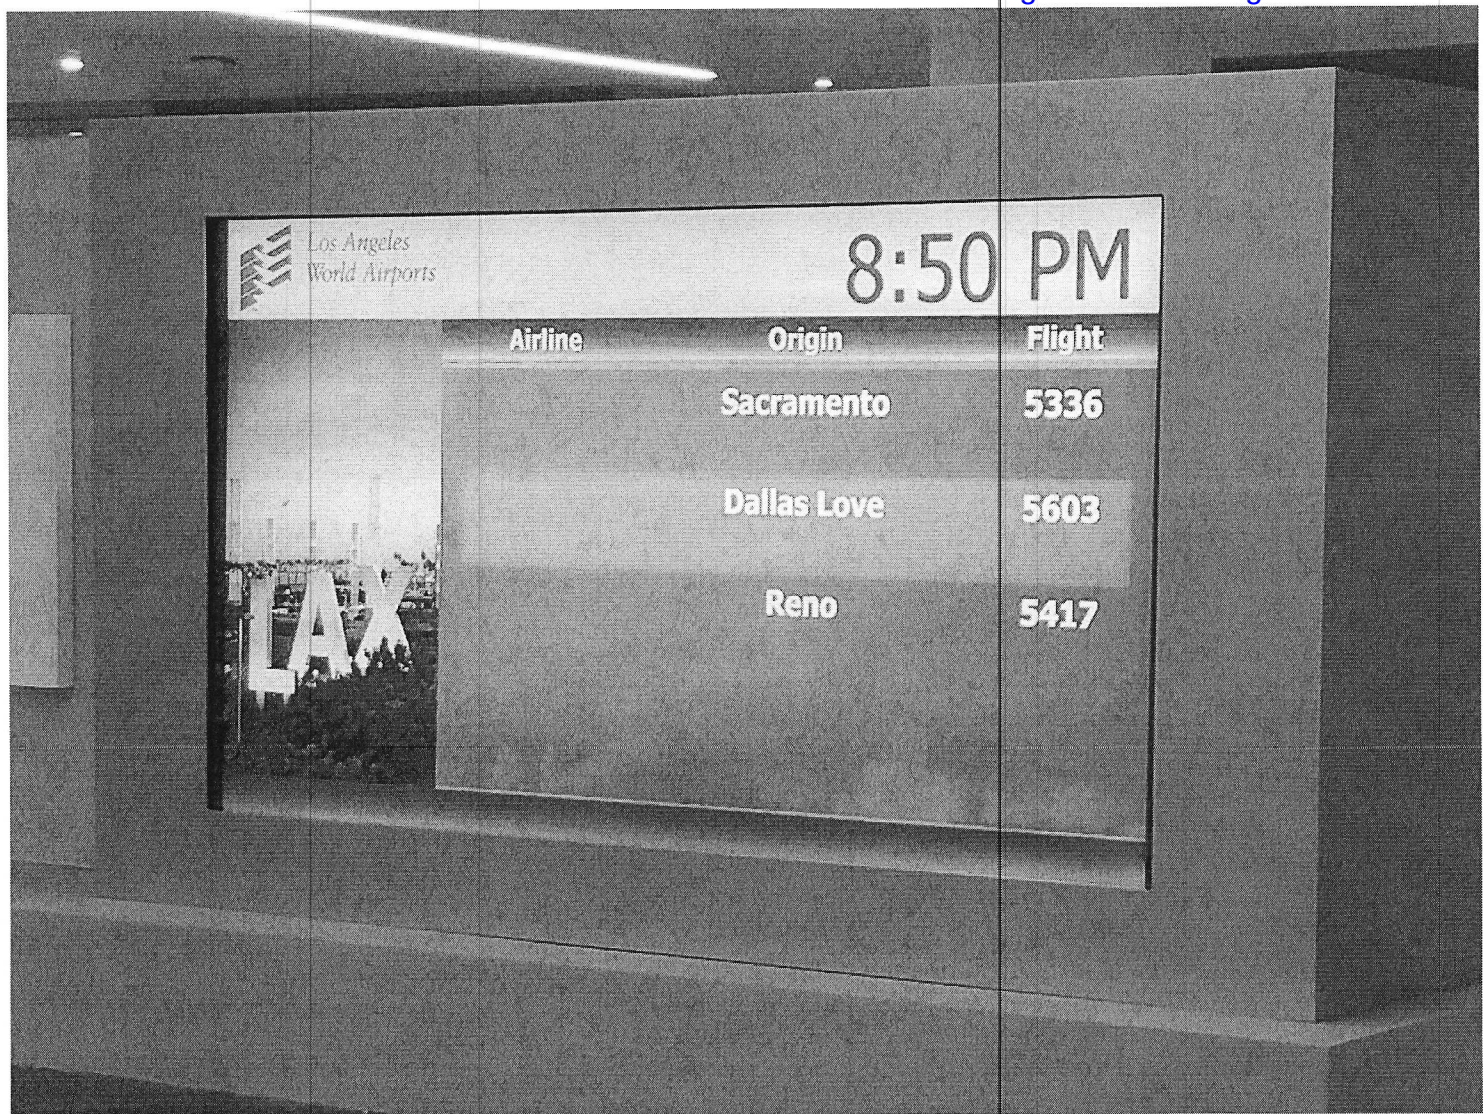 Los Angeles
World Airports
8:50 PM
Airline Origin Flight
Sacramento 5336
Dallas Love 5603
Reno 5417
LAX